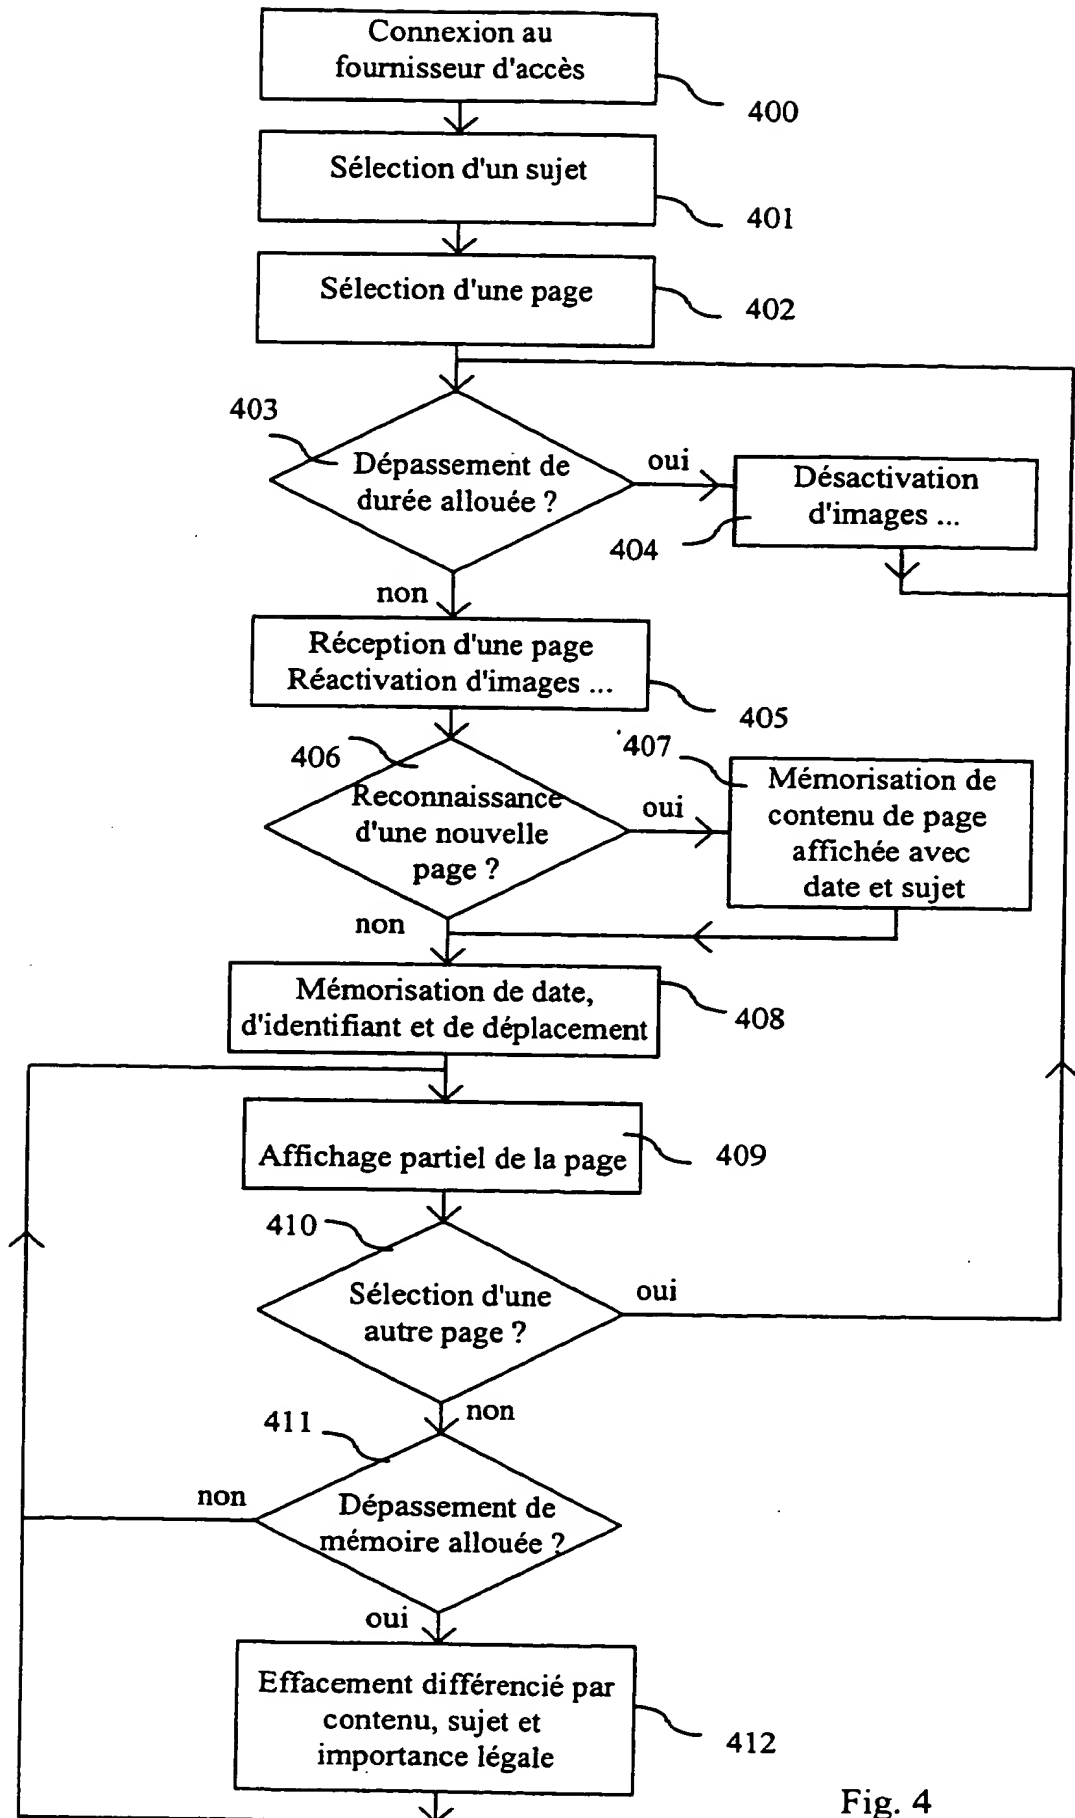 Connexion au
fournisseur d'accès
400
Sélection d'un sujet
401
Sélection d'une page
402
403
Dépassement de
durée allouée ?
oui
Désactivation
d'images ...
404
non
Réception d'une page
Réactivation d'images ...
405
406
Reconnaissance
d'une nouvelle
page ?
oui
407
Mémorisation de
contenu de page
affichée avec
date et sujet
non
Mémorisation de date,
d'identifiant et de déplacement
408
Affichage partiel de la page
409
410
Sélection d'une
autre page ?
oui
non
411
Dépassement de
mémoire allouée ?
non
oui
Effacement différencié par
contenu, sujet et
importance légale
412
Fig. 4